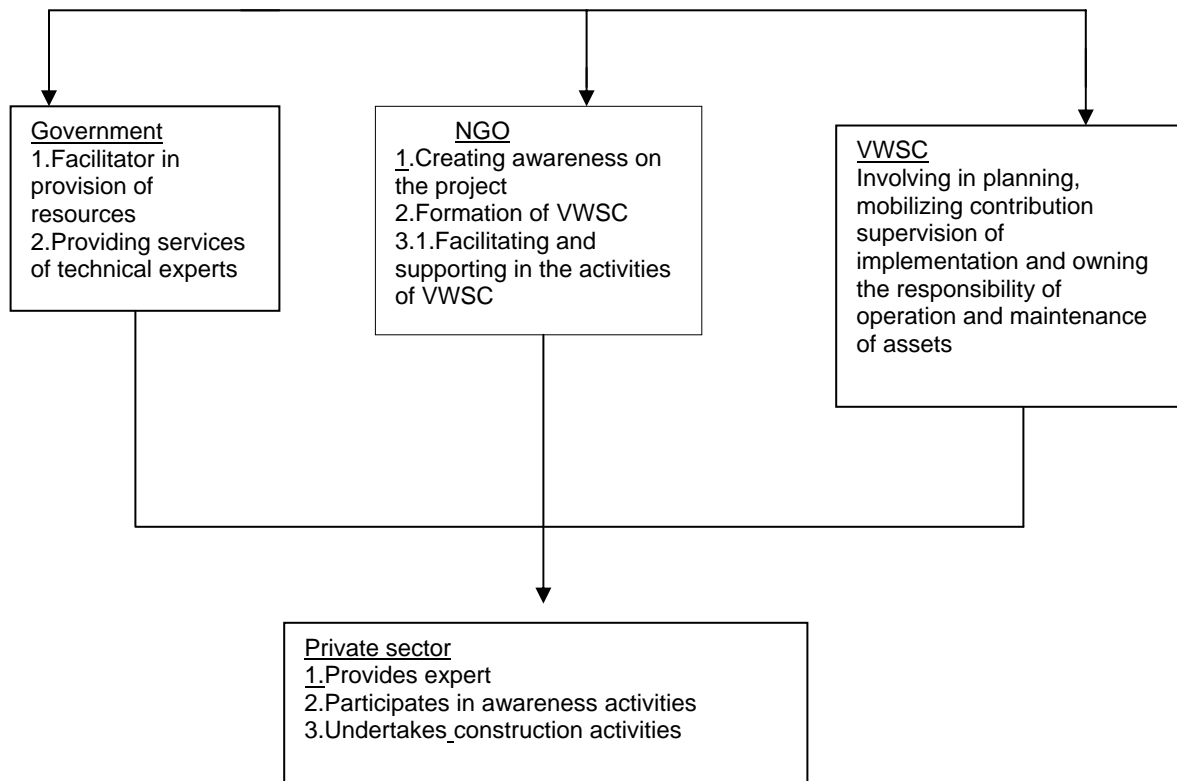 Government
1.Facilitator in
provision of
resources
2.Providing services
of technical experts
NGO
1.Creating awareness on
the project
2.Formation of VWSC
3.1.Facilitating and
supporting in the activities
of VWSC
VWSC
Involving in planning,
mobilizing contribution
supervision of
implementation and owning
the responsibility of
operation and maintenance
of assets
Private sector
1.Provides expert
2.Participates in awareness activities
3.Undertakes construction activities